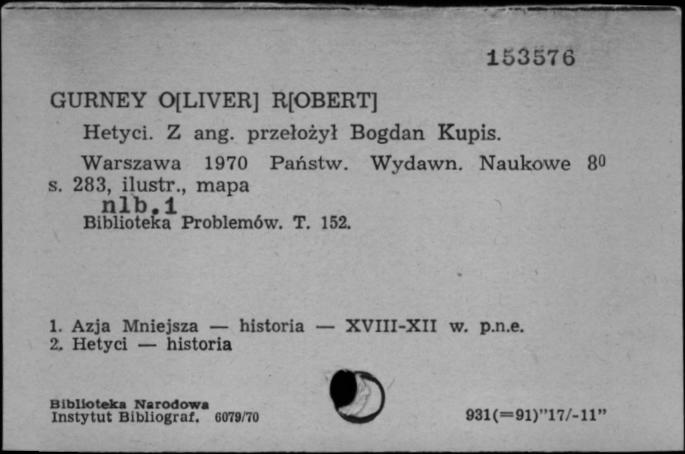 153576
GURNEY O[LIVER] R[OBERT]
Hetyci. Z ang. przełożył Bogdan Kupis.
Warszawa 1970 Państw. Wydawn. Naukowe 8⁰
s. 283, ilustr., mapa
nlb.1
Biblioteka Problemów. T. 152.
1. Azja Mniejsza — historia — XVIII-XII w. p.n.e.
2. Hetyci — historia
Biblioteka Narodowa
Instytut Bibliograf. 6079/70
931(=91)”17/-11”